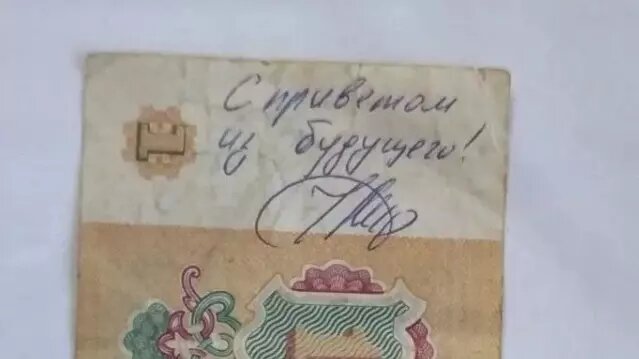 С приветом
из будущего!